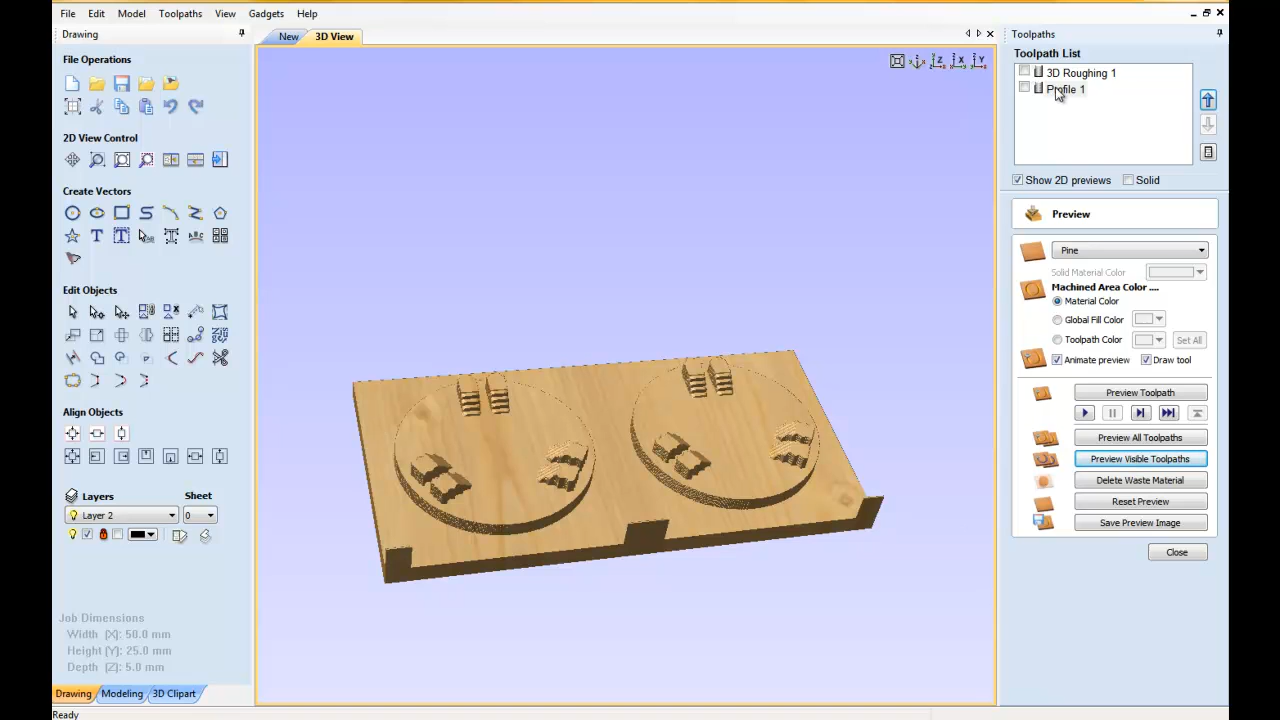 File Edit Model Toolpaths View Gadgets Help
Drawing
File Operations
2D View Control
Create Vectors
Edit Objects
Align Objects
Layers Sheet
Layer 2 0
Job Dimensions
Width [X]: 50.0 mm
Height [Y]: 25.0 mm
Depth [Z]: 5.0 mm
Drawing Modeling 3D Clipart
Ready
New 3D View
Toolpaths
Toolpath List
3D Roughing 1
Profile 1
Show 2D previews Solid
Preview
Pine
Solid Material Color
Machined Area Color ....
Material Color
Global Fill Color
Toolpath Color Set All
Animate preview Draw tool
Preview Toolpath
Preview All Toolpaths
Preview Visible Toolpaths
Delete Waste Material
Reset Preview
Save Preview Image
Close